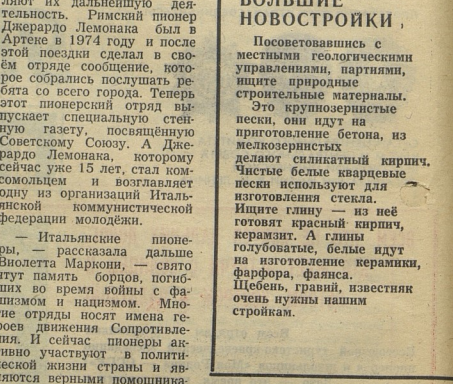 ляют их дальнейшую дея-
тельность. Римский пионер
Джерардо Лемонака был в
Артеке в 1974 году и после
этой поездки сделал в сво-
ём отряде сообщение, кото-
рое собрались послушать ре-
бята со всего города. Теперь
этот пионерский отряд вы-
пускает специальную стен-
ную газету, посвящённую
Советскому Союзу. А Дже-
рардо Лемонака, которому
сейчас уже 15 лет, стал ком-
сомольцем и возглавляет
одну из организаций Италь-
янской коммунистической
федерации молодёжи.
— Итальянские пионе-
ры, — рассказала дальше
Виолетта Маркони, — свято
чтут память борцов, погиб-
ших во время войны с фа-
шизмом и нацизмом. Мно-
гие отряды носят имена ге-
роев движения Сопротивле-
ния. И сейчас пионеры ак-
тивно участвуют в полити-
ческой жизни страны и яв-
ляются верными помощника-
БОЛЬШИЕ
НОВОСТРОЙКИ
Посоветовавшись с
местными геологическими
управлениями, партиями,
ищите природные
строительные материалы.
Это крупнозернистые
пески, они идут на
приготовление бетона, из
мелкозернистых
делают силикатный кирпич.
Чистые белые кварцевые
пески используют для
изготовления стекла.
Ищите глину — из неё
готовят красный кирпич,
керамзит. А глины
голубоватые, белые идут
на изготовление керамики,
фарфора, фаянса.
Щебень, гравий, известняк
очень нужны нашим
стройкам.